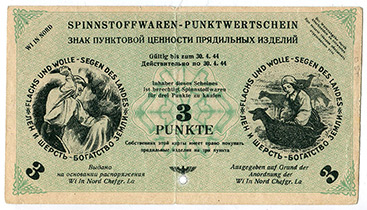 SPINNSTOFFWAREN-PUNKTWERTSCHEIN
WI IN NORD
ЗНАК ПУНКТОВОЙ ЦЕННОСТИ ПРЯДИЛЬНЫХ ИЗДЕЛИЙ
Gültig bis zum 30. 4. 44
Действительно по 30. 4. 44
FLACHS UND WOLLE - SEGEN DES LANDES
ЛЕН И ШЕРСТЬ - БОГАТСТВО ЗЕМЛИ
Inhaber dieses Scheines
ist berechtigt Spinnstoffwaren
für drei Punkte zu kaufen
3
PUNKTE
Собственник этой карты имеет право покупать
прядильные изделия на три пункта
FLACHS UND WOLLE - SEGEN DES LANDES
ЛЕН И ШЕРСТЬ - БОГАТСТВО ЗЕМЛИ
3
3
Выдано
на основании распоряжения
Wi In Nord Chefgr. La
Ausgegeben auf Grund der
Anordnung der
Wi In Nord Chefgr. La